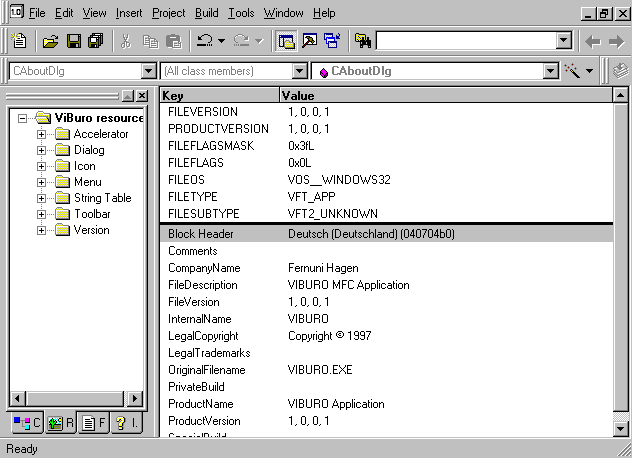 File Edit View Insert Project Build Tools Window Help
CAboutDlg (All class members) CAboutDlg
ViBuro resource
Accelerator
Dialog
Icon
Menu
String Table
Toolbar
Version
C R F I.
Key Value
FILEVERSION 1, 0, 0, 1
PRODUCTVERSION 1, 0, 0, 1
FILEFLAGSMASK 0x3fL
FILEFLAGS 0x0L
FILEOS VOS__WINDOWS32
FILETYPE VFT_APP
FILESUBTYPE VFT2_UNKNOWN
Block Header Deutsch (Deutschland) (040704b0)
Comments
CompanyName Fernuni Hagen
FileDescription VIBURO MFC Application
FileVersion 1, 0, 0, 1
InternalName VIBURO
LegalCopyright Copyright © 1997
LegalTrademarks
OriginalFilename VIBURO.EXE
PrivateBuild
ProductName VIBURO Application
ProductVersion 1, 0, 0, 1
SpecialBuild
Ready